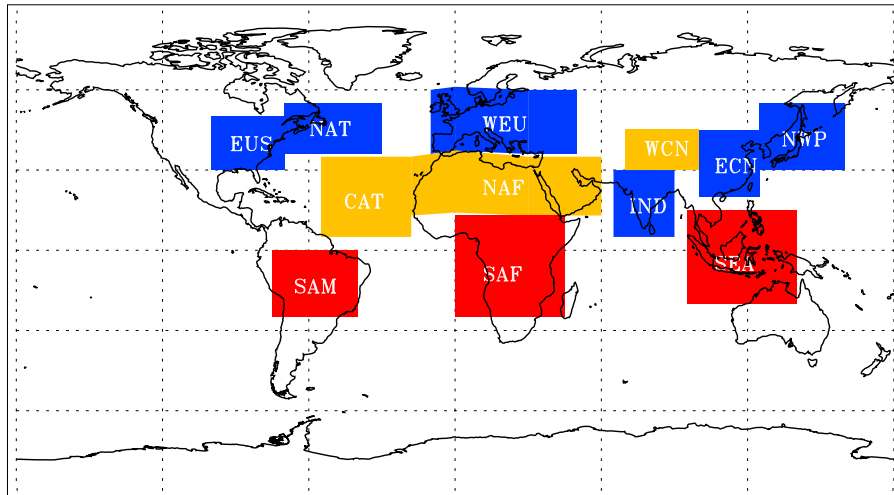 EUS
NAT
WEU
WCN
ECN
NWP
CAT
NAF
IND
SAM
SAF
SEA